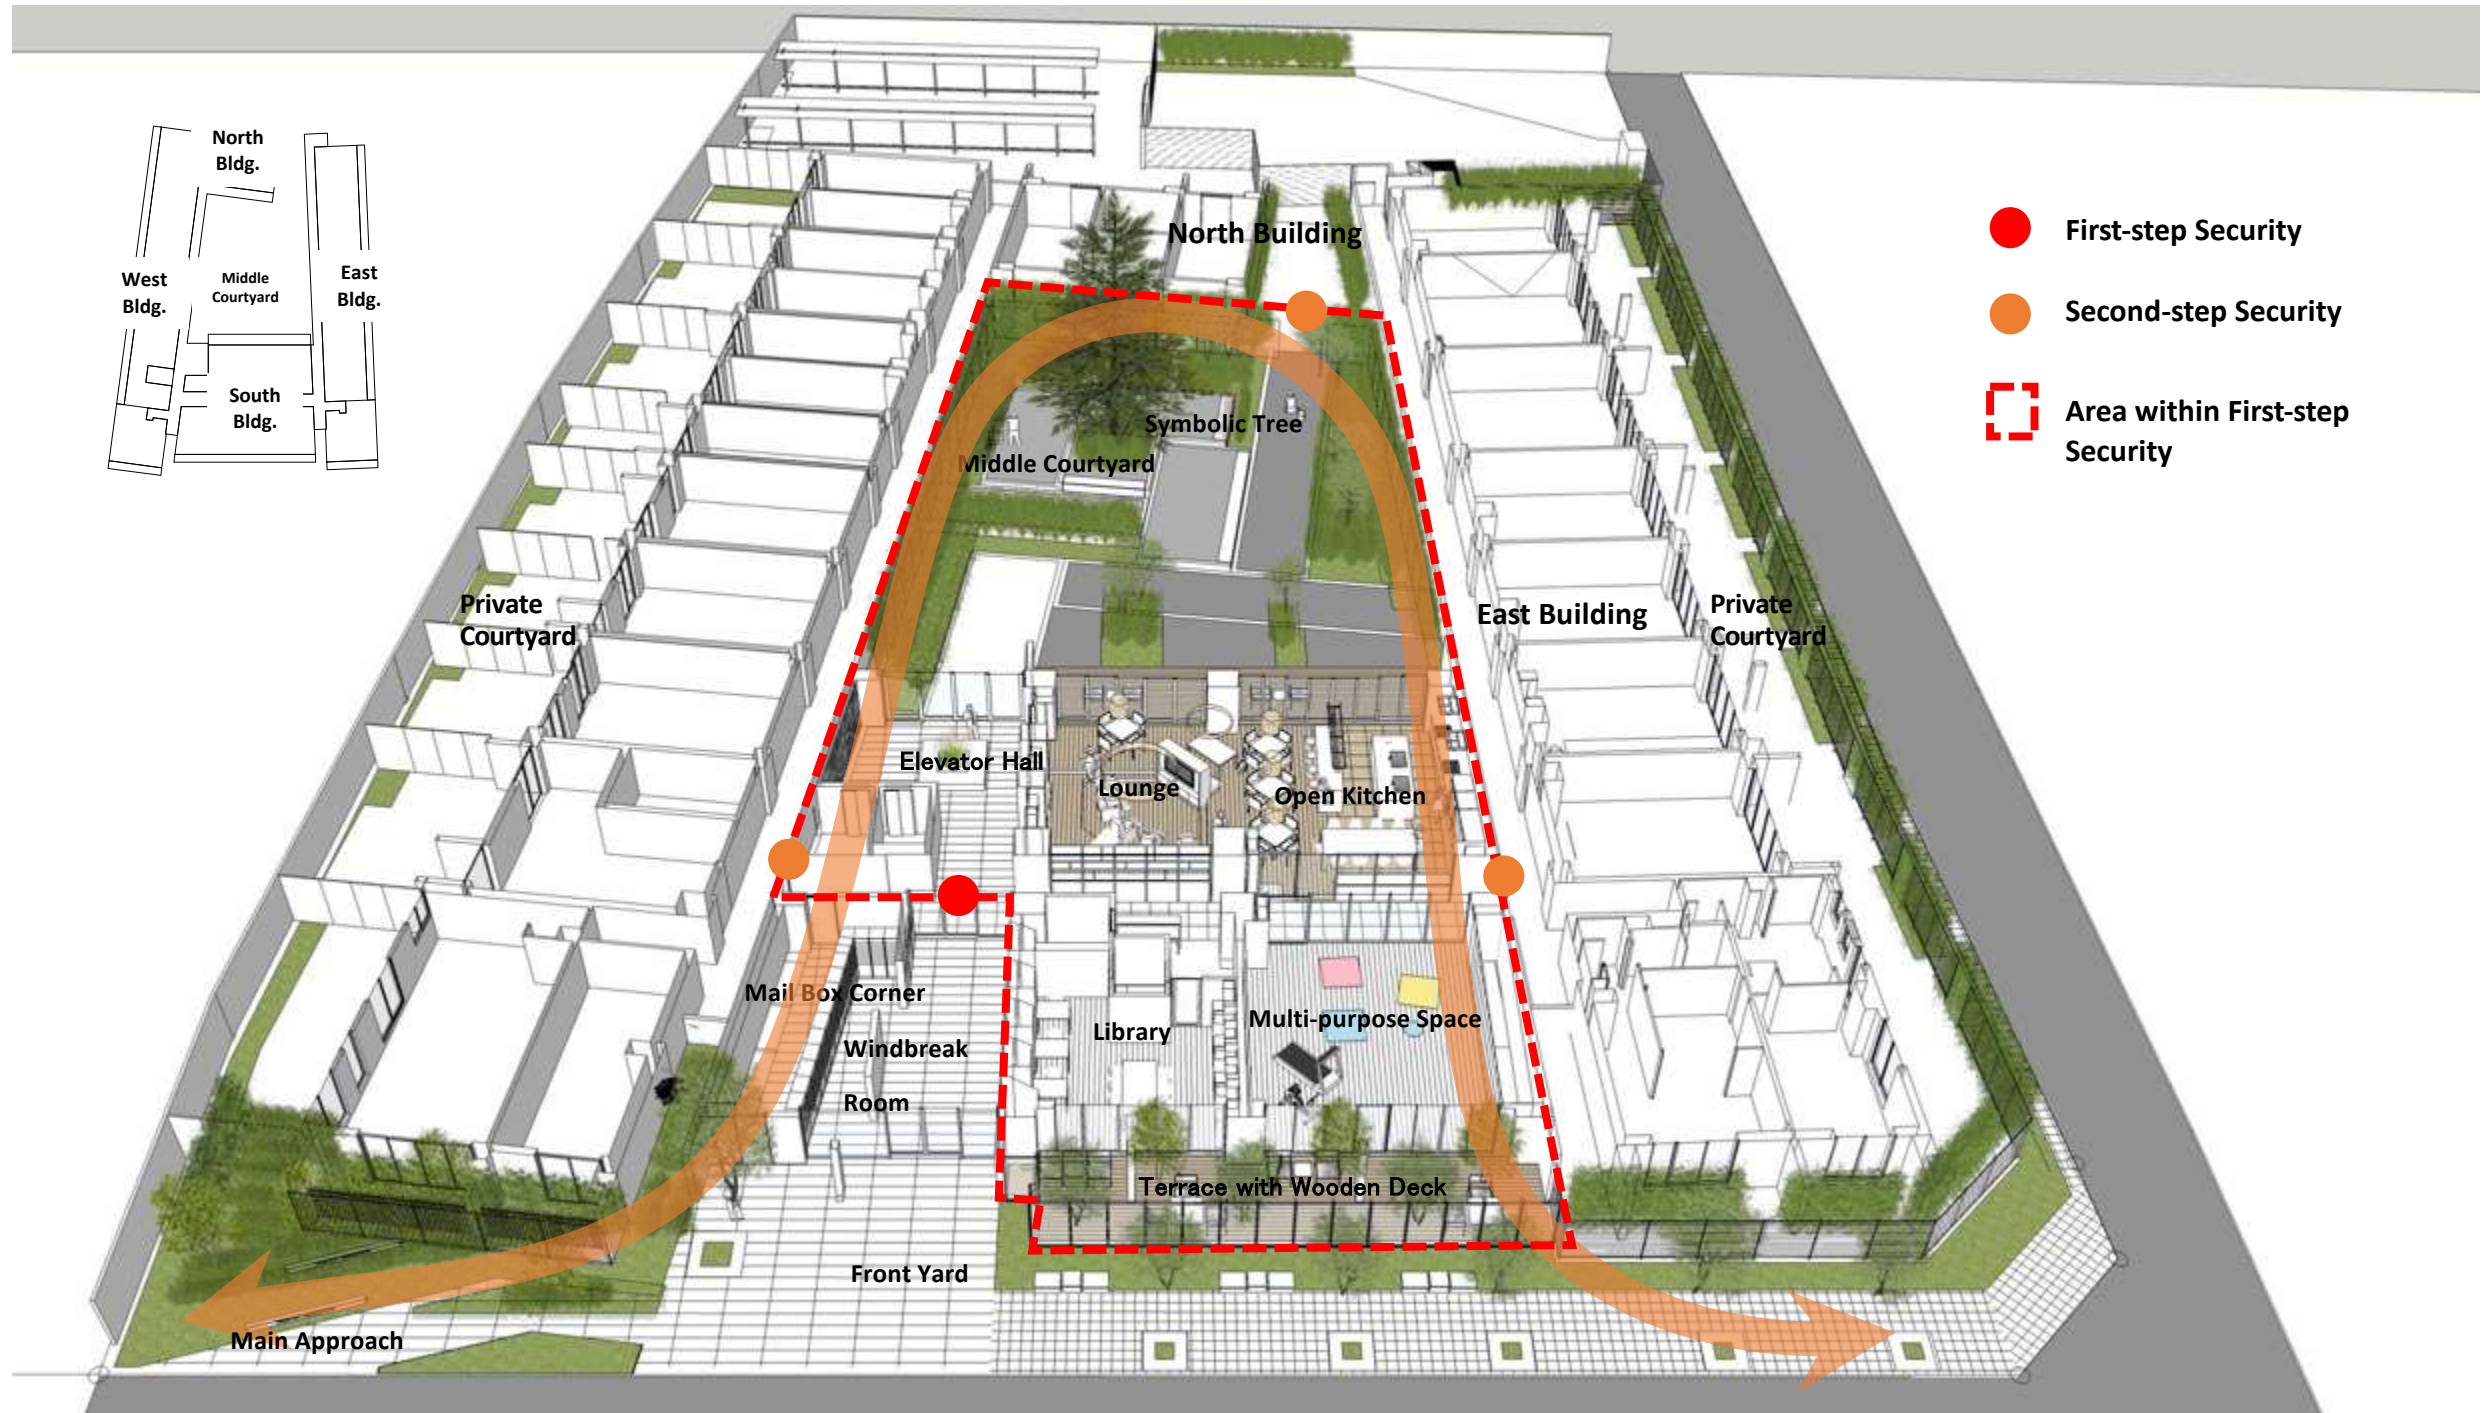 North
Bldg.
West
Bldg.
Middle
Courtyard
East
Bldg.
South
Bldg.
First-step Security
Second-step Security
Area within First-step
Security
North Building
Symbolic Tree
Middle Courtyard
Private
Courtyard
East Building
Private
Courtyard
Elevator Hall
Lounge
Open Kitchen
Mail Box Corner
Windbreak
Room
Library
Multi-purpose Space
Terrace with Wooden Deck
Front Yard
Main Approach